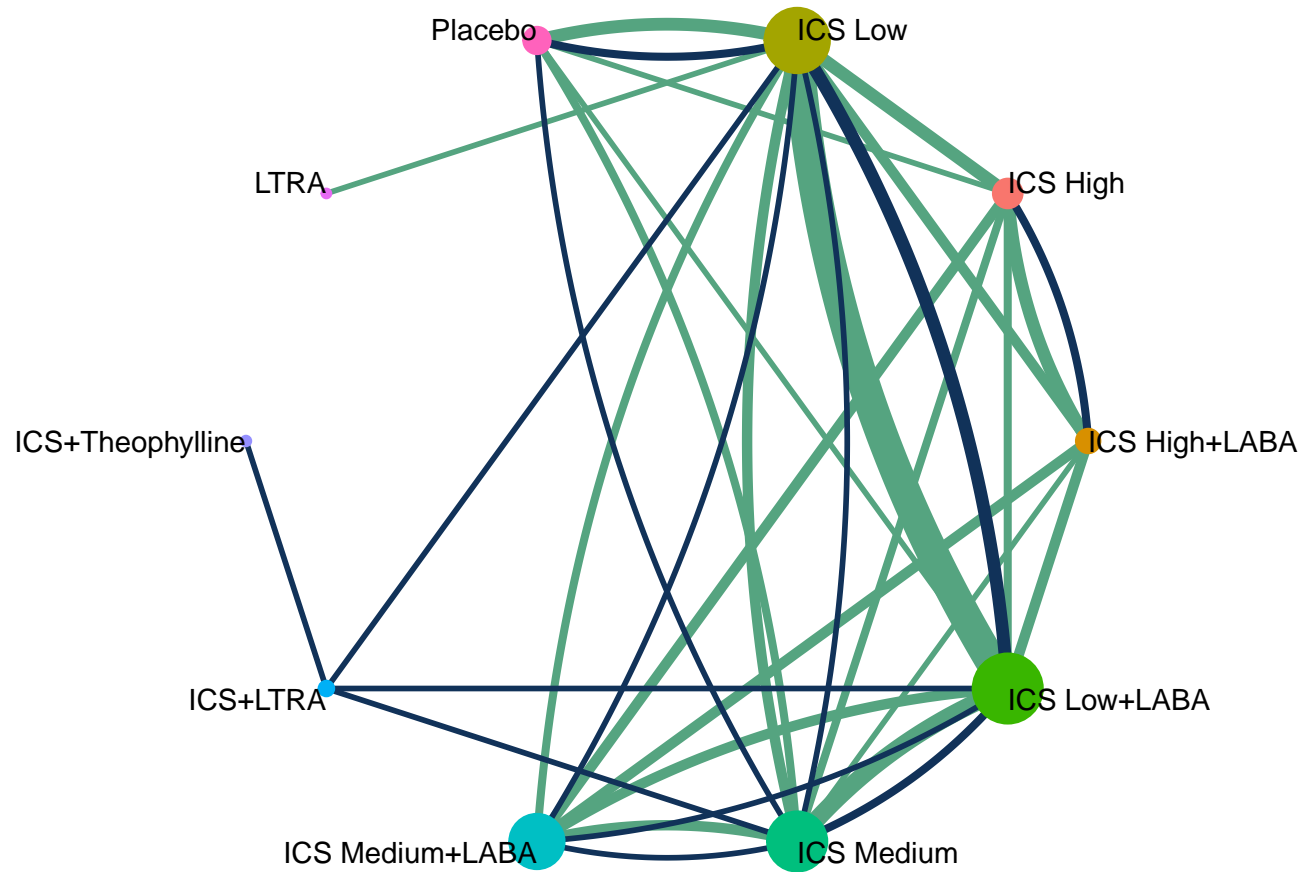 Placebo
ICS Low
LTRA
ICS High
ICS+Theophylline
ICS High+LABA
ICS+LTRA
ICS Low+LABA
ICS Medium+LABA
ICS Medium